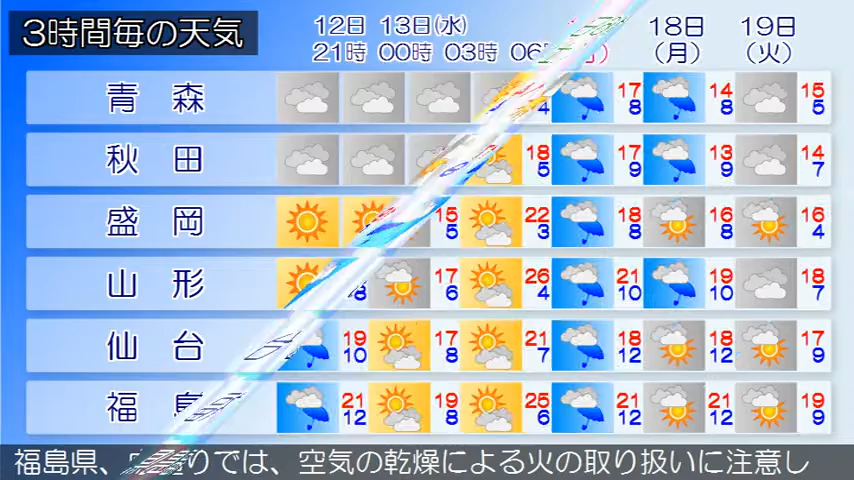 3時間毎の天気
12日 13日(水) 18日 19日
21時 00時 03時 (月) (火)
青森 4 17 8 14 8 15 5
秋田 18 5 17 9 13 9 14 7
盛岡 15 5 22 3 18 8 16 8 16 4
山形 8 17 6 26 4 21 10 19 10 18 7
仙台 19 10 17 8 21 7 18 12 18 12 17 9
福島 21 12 19 8 25 6 21 12 21 12 19 9
福島県、では、空気の乾燥による火の取り扱いに注意し